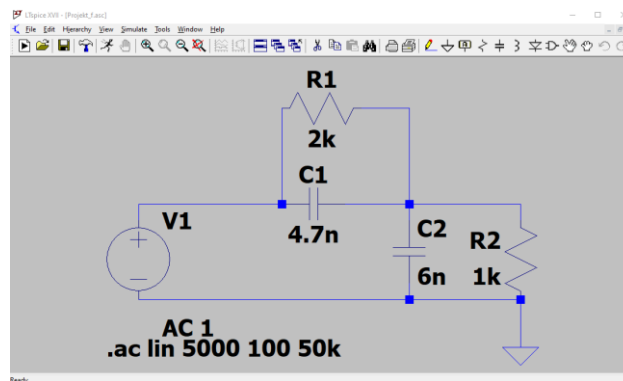 LTspice XVII - [Projekt_f.asc]
File Edit Hierarchy View Simulate Tools Window Help
R1
2k
C1
4.7n
V1
C2
6n
R2
1k
AC 1
.ac lin 5000 100 50k
Ready